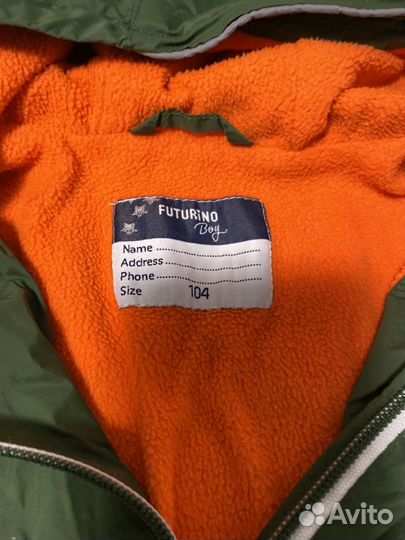 FUTURiNO
Boy
Name..................
Address..............
Phone................
Size 104
Avito